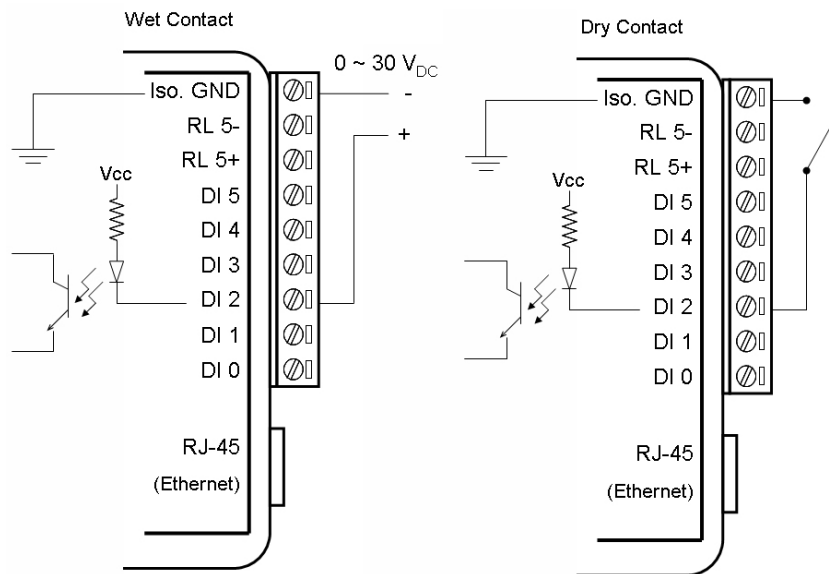 Wet Contact
0 ~ 30 VDC
Iso. GND
-
RL 5-
+
RL 5+
Vcc
DI 5
DI 4
DI 3
DI 2
DI 1
DI 0
RJ-45
(Ethernet)
Dry Contact
Iso. GND
RL 5-
RL 5+
Vcc
DI 5
DI 4
DI 3
DI 2
DI 1
DI 0
RJ-45
(Ethernet)